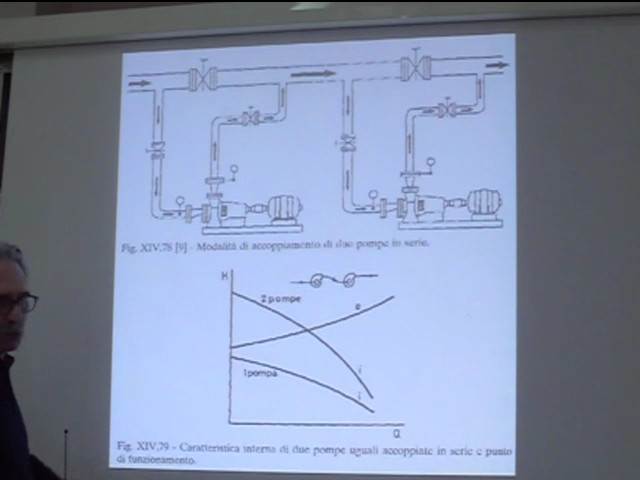 Fig. XIV.78 [9] - Modalità di accoppiamento di due pompe in serie.
H
2 pompe
e
1 pompa
i
i
Q
Fig. XIV.79 - Caratteristica interna di due pompe uguali accoppiate in serie e punto
di funzionamento.